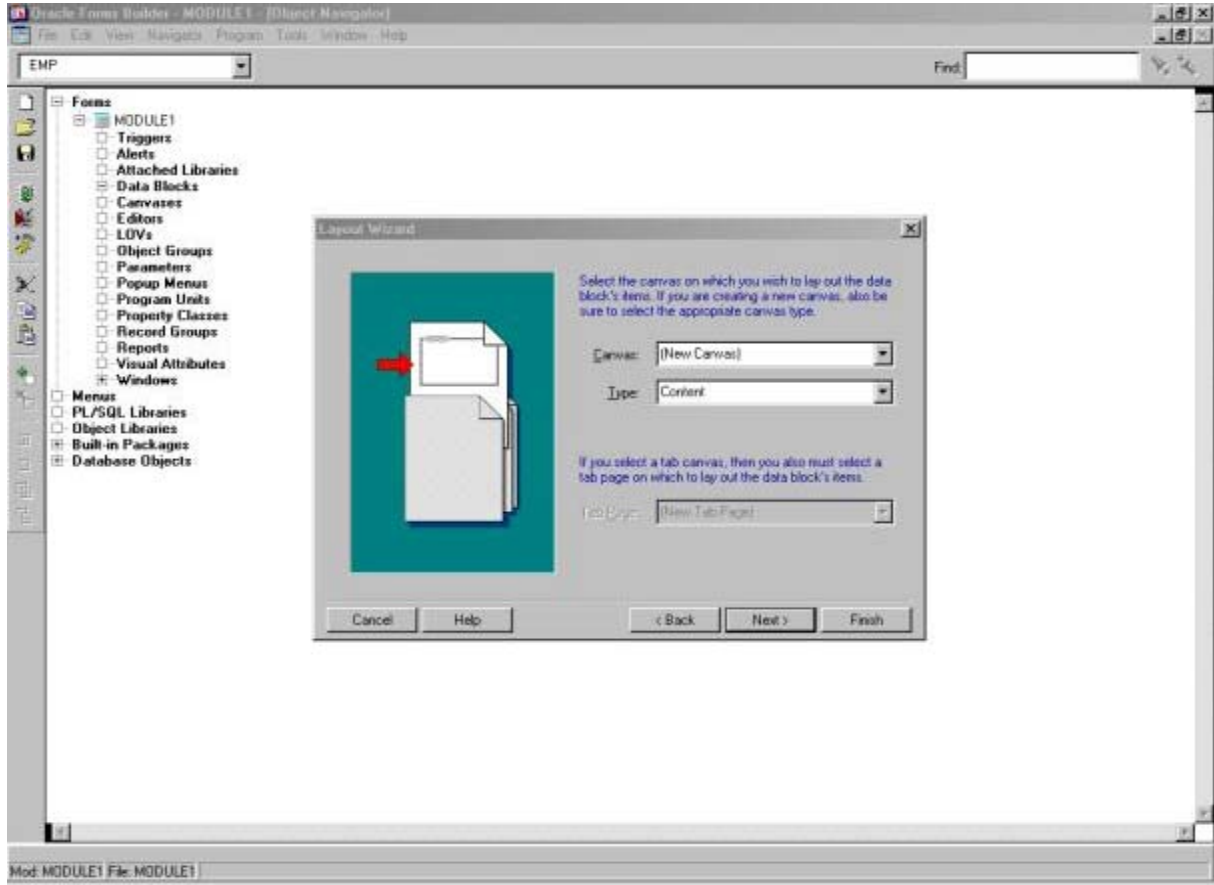 Oracle Forms Builder - MODULE1 - [Object Navigator]
File Edit View Navigator Program Tools Window Help
EMP
Find:
Forms
MODULE1
Triggers
Alerts
Attached Libraries
Data Blocks
Canvases
Editors
LOVs
Object Groups
Parameters
Popup Menus
Program Units
Property Classes
Record Groups
Reports
Visual Attributes
Windows
Menus
PL/SQL Libraries
Object Libraries
Built-in Packages
Database Objects
Layout Wizard
Select the canvas on which you wish to lay out the data
block's items. If you are creating a new canvas, also be
sure to select the appropriate canvas type.
Canvas: (New Canvas)
Type: Content
If you select a tab canvas, then you also must select a
tab page on which to lay out the data block's items.
Tab Page: (New Tab Page)
Cancel Help < Back Next > Finish
Mod: MODULE1 File: MODULE1